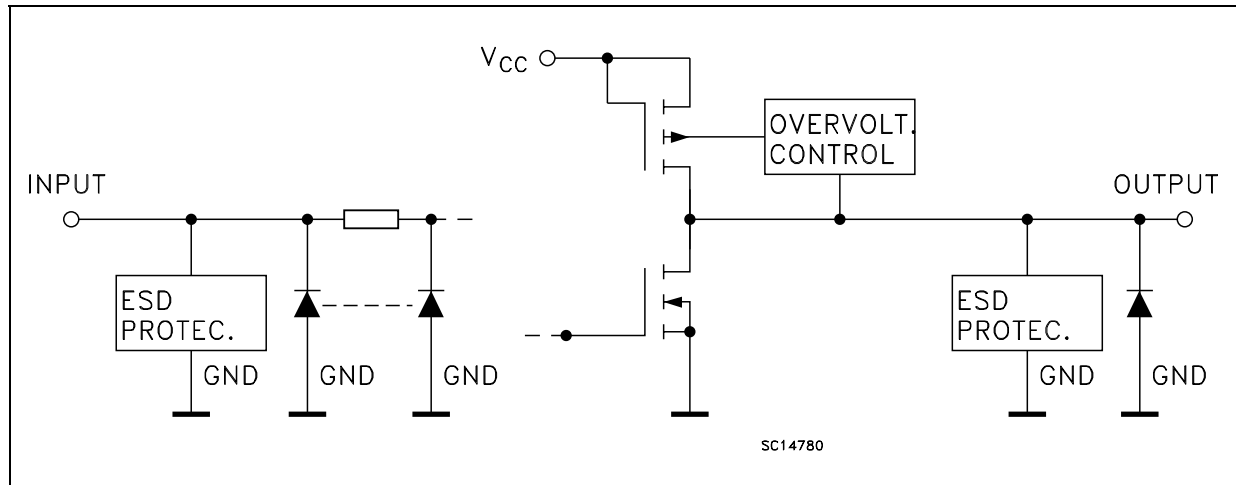 VCC
OVERVOLT.
CONTROL
INPUT
OUTPUT
ESD
PROTEC.
GND
GND
GND
ESD
PROTEC.
GND
GND
SC14780